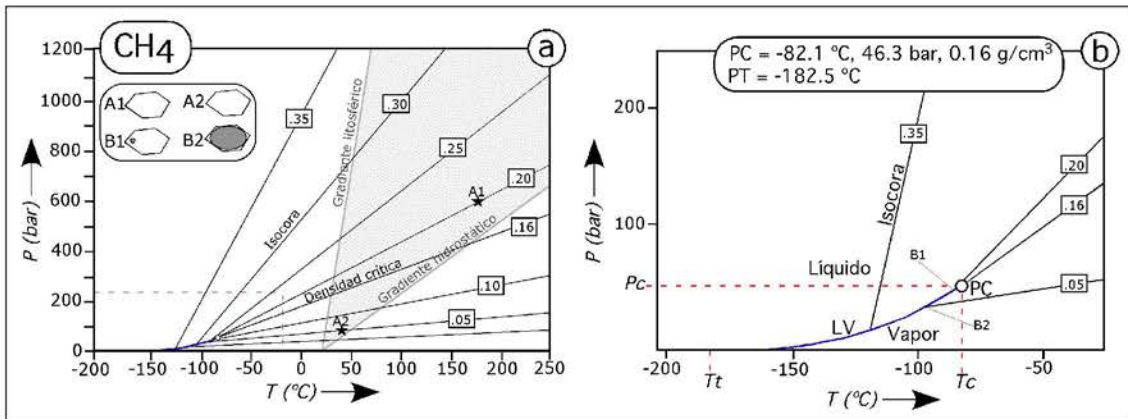 CH4
a
A1
A2
B1
B2
1200
1000
800
600
400
200
0
P (bar)
-200
-150
-100
-50
0
50
100
150
200
250
T (ºC)
.35
.30
.25
.20
.16
.10
.05
Gradiente litosférico
Isocora
Densidad crítica
Gradiente hidrostático
A1
A2
b
PC = -82.1 ºC, 46.3 bar, 0.16 g/cm³
PT = -182.5 ºC
200
100
Pc
0
P (bar)
-200
-150
-100
-50
Tt
Tc
T (ºC)
.35
.20
.16
.05
Isocora
Líquido
B1
PC
LV
Vapor
B2